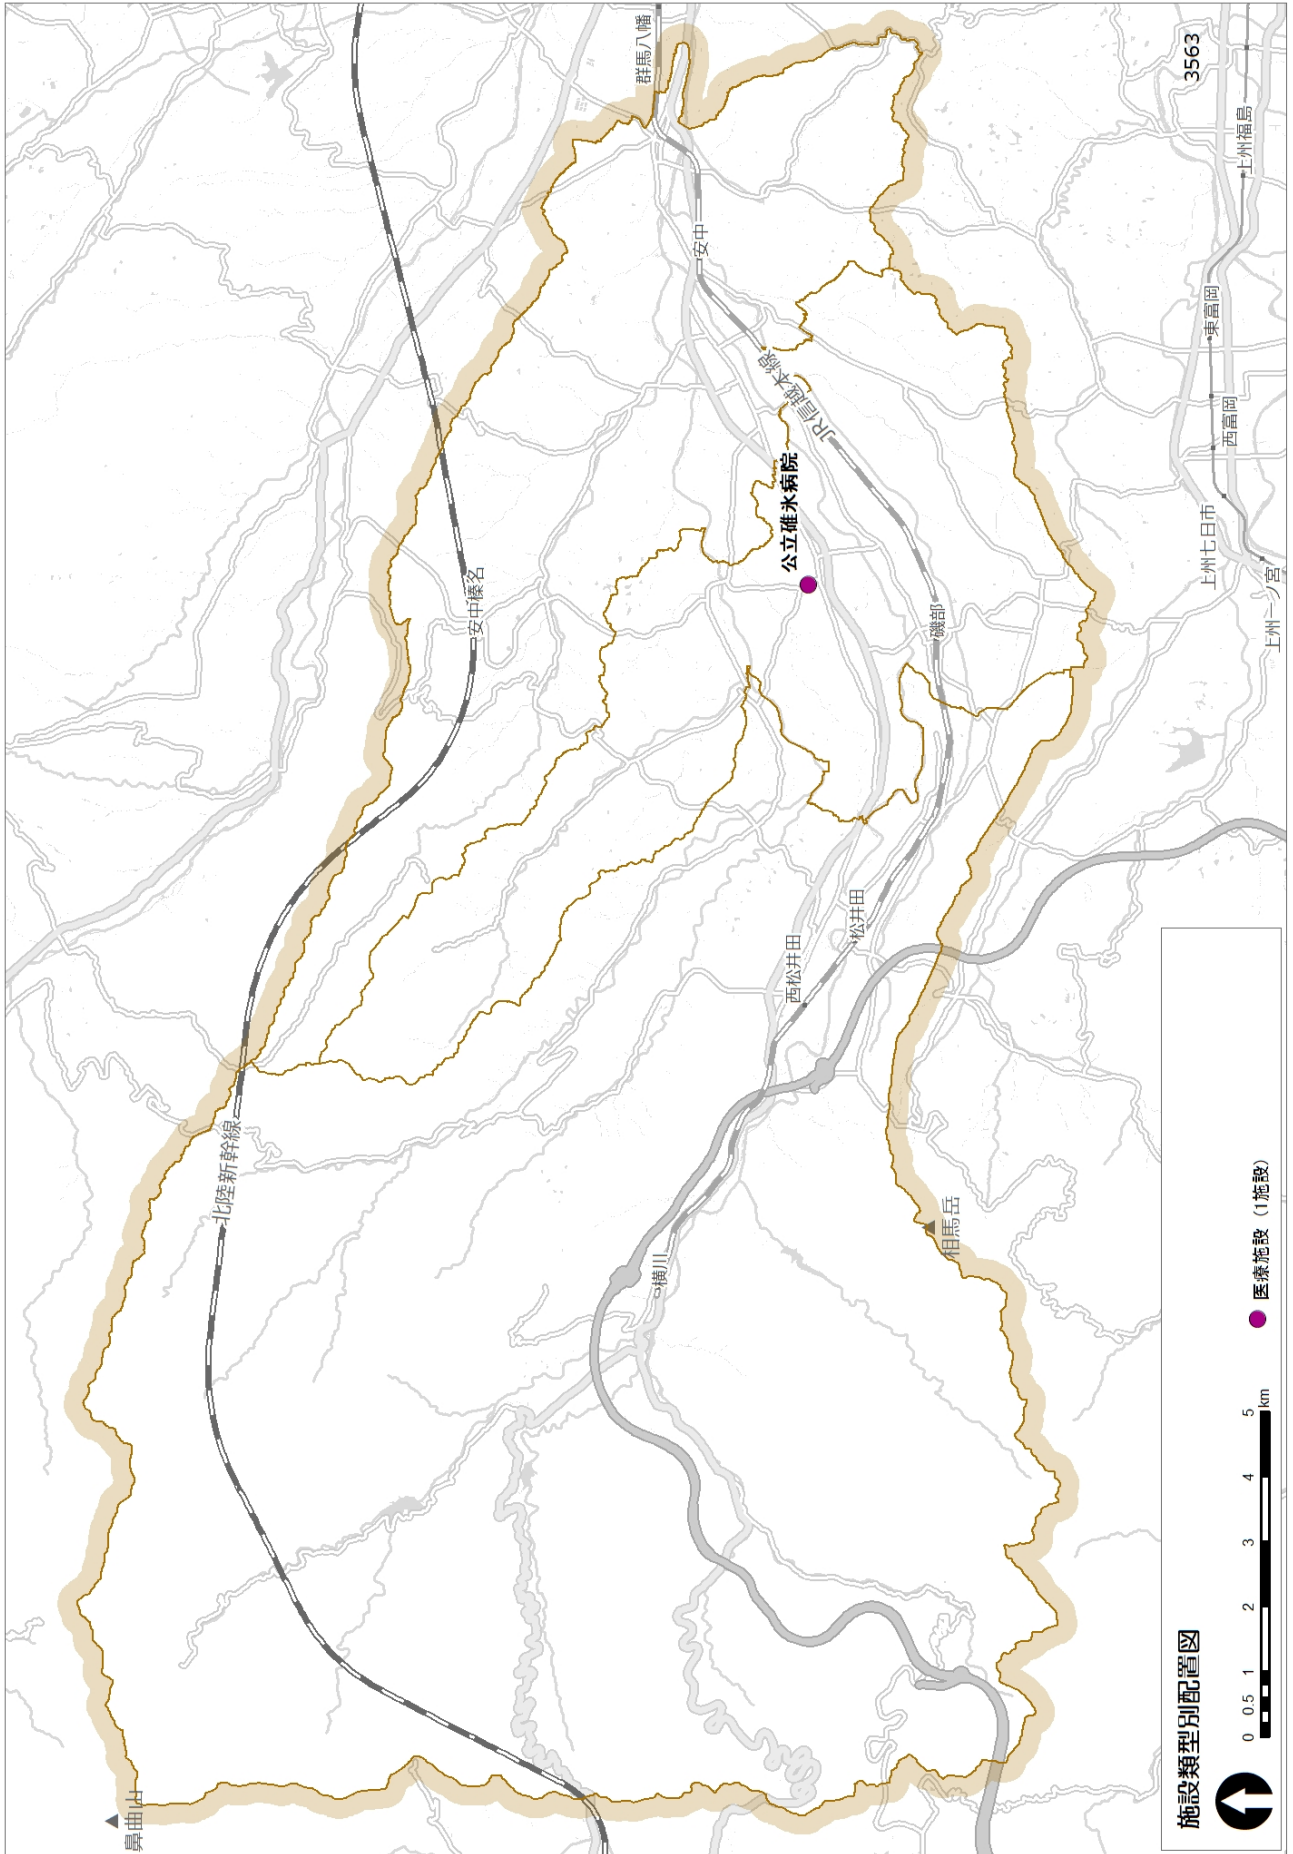 鼻曲山
北陸新幹線
安中榛名
群馬八幡
安中
JR信越本線
公立碓氷病院
磯部
松井田
西松井田
横川
相馬岳
上州福島
東富岡
西富岡
上州七日市
上州一ノ宮
3563
施設類型別配置図
0 0.5 1 2 3 4 5
km
医療施設 (1施設)